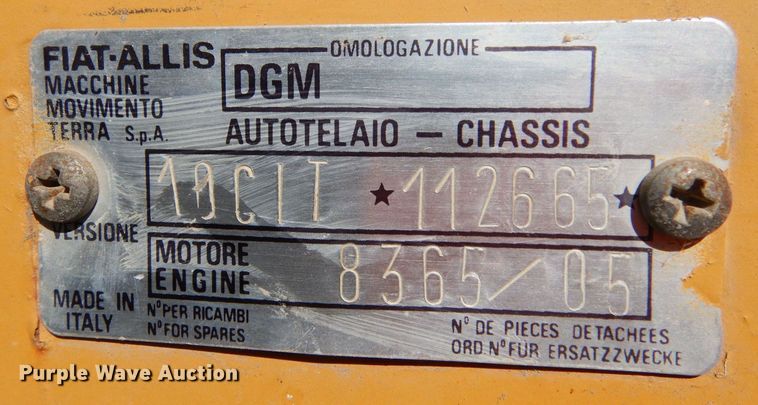 FIAT-ALLIS
MACCHINE
MOVIMENTO
TERRA S.p.A.
OMOLOGAZIONE
DGM
AUTOTELAIO — CHASSIS
10CIT ★ 112665 ★
VERSIONE
MOTORE
ENGINE
8365/05
MADE IN
ITALY
N° PER RICAMBI
N° FOR SPARES
N° DE PIECES DETACHEES
ORD N° FÜR ERSATZZWECKE
Purple Wave Auction